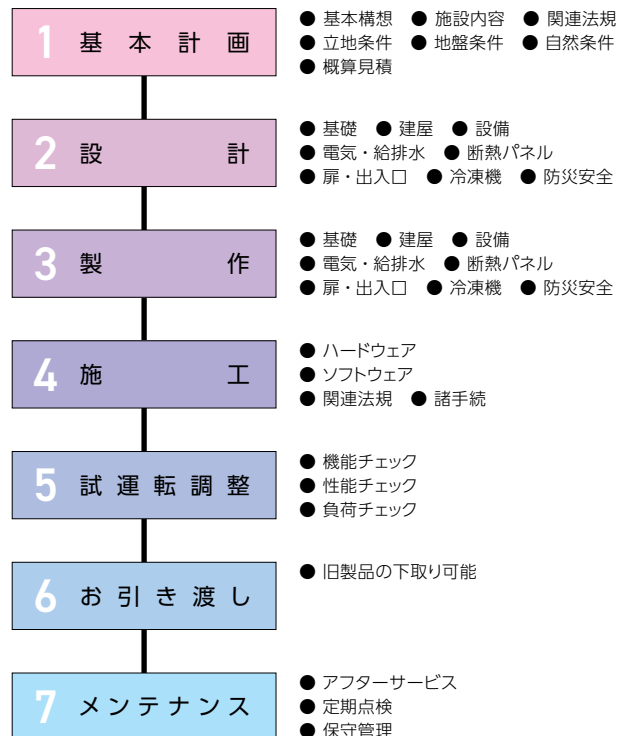 1 基本計画
● 基本構想 ● 施設内容 ● 関連法規
● 立地条件 ● 地盤条件 ● 自然条件
● 概算見積
2 設計
● 基礎 ● 建屋 ● 設備
● 電気・給排水 ● 断熱パネル
● 扉・出入口 ● 冷凍機 ● 防災安全
3 製作
● 基礎 ● 建屋 ● 設備
● 電気・給排水 ● 断熱パネル
● 扉・出入口 ● 冷凍機 ● 防災安全
4 施工
● ハードウェア
● ソフトウェア
● 関連法規 ● 諸手続
5 試運転調整
● 機能チェック
● 性能チェック
● 負荷チェック
6 お引き渡し
● 旧製品の下取り可能
7 メンテナンス
● アフターサービス
● 定期点検
● 保守管理